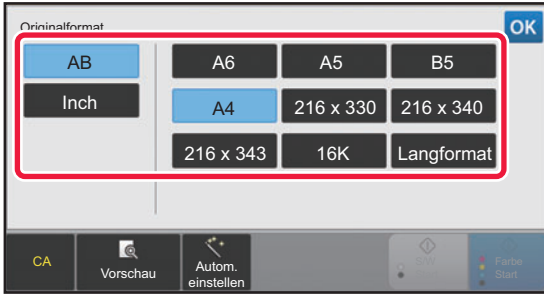 Originalformat
OK
AB
A6
A5
B5
Inch
A4
216 x 330
216 x 340
216 x 343
16K
Langformat
CA
Vorschau
Autom.
einstellen
S/W
Farbe
Start